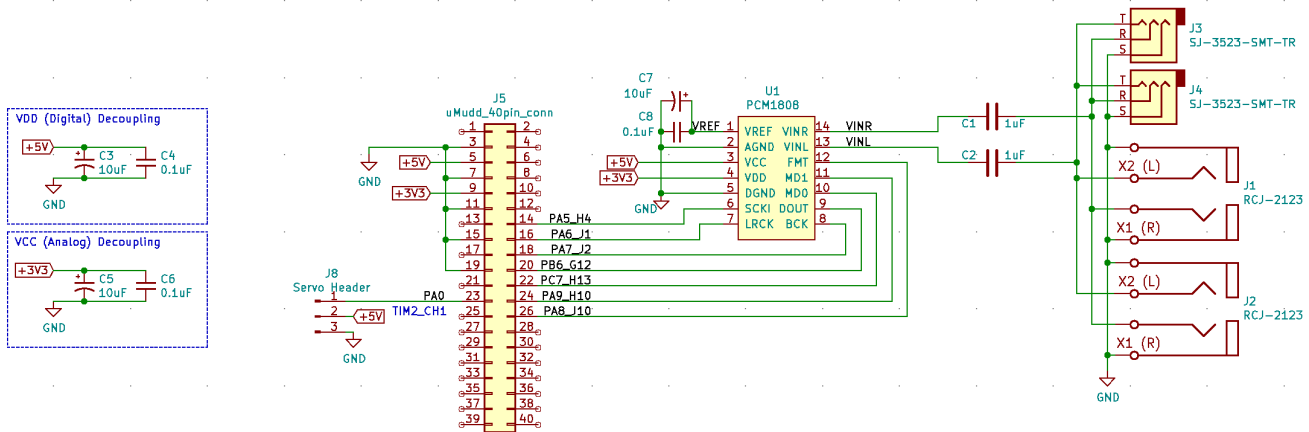 VDD (Digital) Decoupling
+5V
C3
10uF
C4
0.1uF
GND
VCC (Analog) Decoupling
+3V3
C5
10uF
C6
0.1uF
GND
J8
Servo Header
1
2
3
PA0
TIM2_CH1
+5V
GND
J5
uMudd_40pin_conn
GND
+5V
+3V3
1 2
3 4
5 6
7 8
9 10
11 12
13 14
15 16
17 18
19 20
21 22
23 24
25 26
27 28
29 30
31 32
33 34
35 36
37 38
39 40
PA5_H4
PA6_J1
PA7_J2
PB6_G12
PC7_H13
PA9_H10
PA8_J10
C7
10uF
C8
0.1uF
VREF
+5V
+3V3
GND
U1
PCM1808
1 VREF VINR 14
2 AGND VINL 13
3 VCC FMT 12
4 VDD MD1 11
5 DGND MD0 10
6 SCKI DOUT 9
7 LRCK BCK 8
VINR
VINL
C1 1uF
C2 1uF
T
R
S
J3
SJ-3523-SMT-TR
T
R
S
J4
SJ-3523-SMT-TR
X2 (L)
X1 (R)
J1
RCJ-2123
X2 (L)
X1 (R)
J2
RCJ-2123
GND